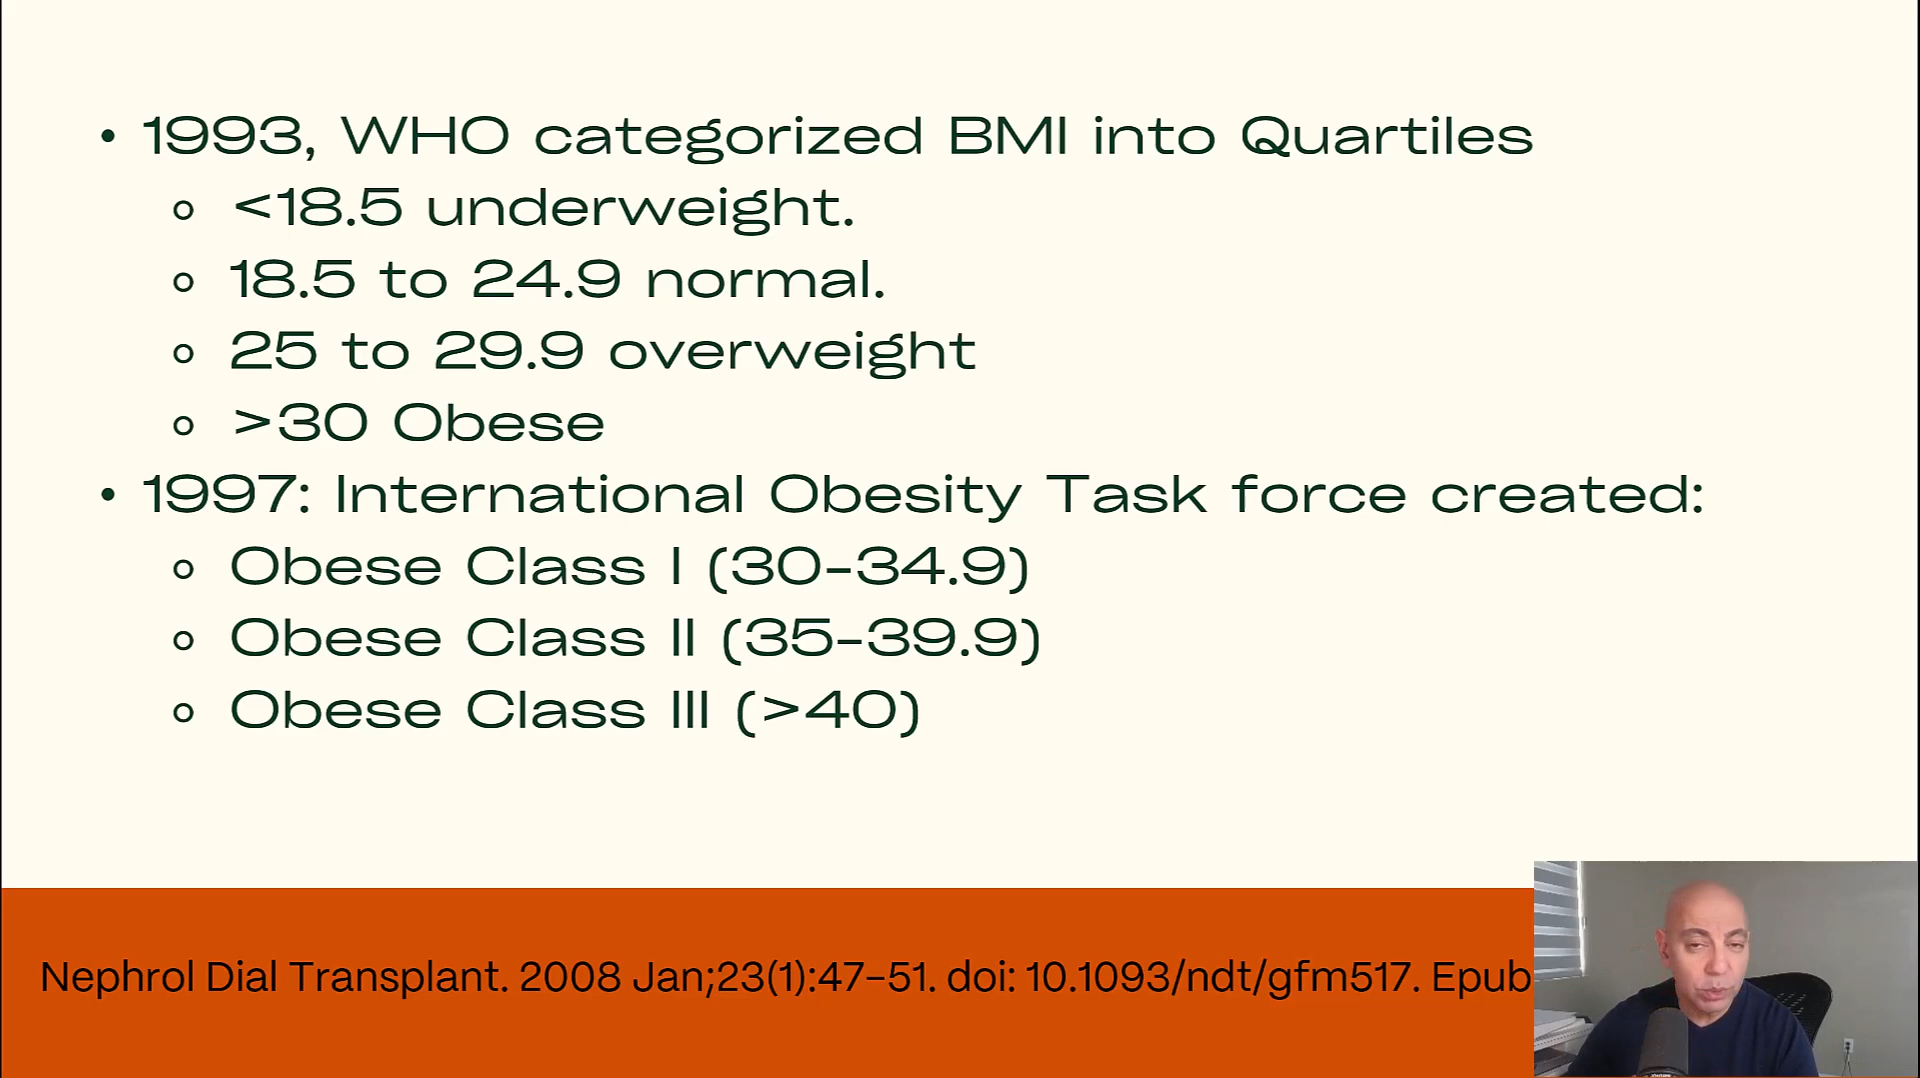 • 1993, WHO categorized BMI into Quartiles
<18.5 underweight.
18.5 to 24.9 normal.
25 to 29.9 overweight
>30 Obese
• 1997: International Obesity Task force created:
Obese Class I (30-34.9)
Obese Class II (35-39.9)
Obese Class III (>40)
Nephrol Dial Transplant. 2008 Jan;23(1):47-51. doi: 10.1093/ndt/gfm517. Epub